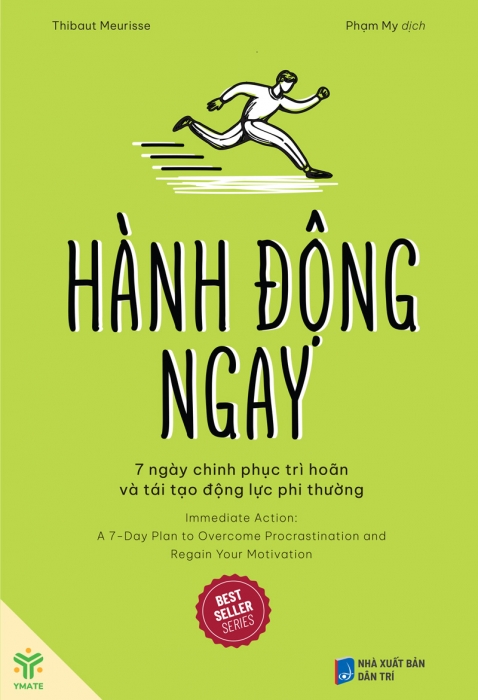 Thibaut Meurisse
Phạm My dịch
HÀNH ĐỘNG
NGAY
7 ngày chinh phục trì hoãn
và tái tạo động lực phi thường
Immediate Action:
A 7-Day Plan to Overcome Procrastination and
Regain Your Motivation
BEST
SELLER
SERIES
YMATE
NHÀ XUẤT BẢN
DÂN TRÍ